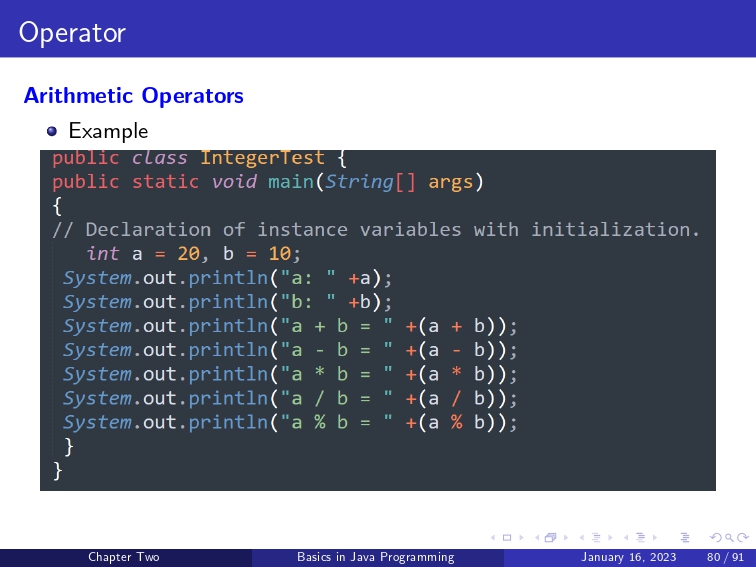 Operator
Arithmetic Operators
Example
public class IntegerTest {
public static void main(String[] args)
{
// Declaration of instance variables with initialization.
int a = 20, b = 10;
System.out.println("a: " +a);
System.out.println("b: " +b);
System.out.println("a + b = " +(a + b));
System.out.println("a - b = " +(a - b));
System.out.println("a * b = " +(a * b));
System.out.println("a / b = " +(a / b));
System.out.println("a % b = " +(a % b));
}
}
Chapter Two Basics in Java Programming January 16, 2023 80 / 91